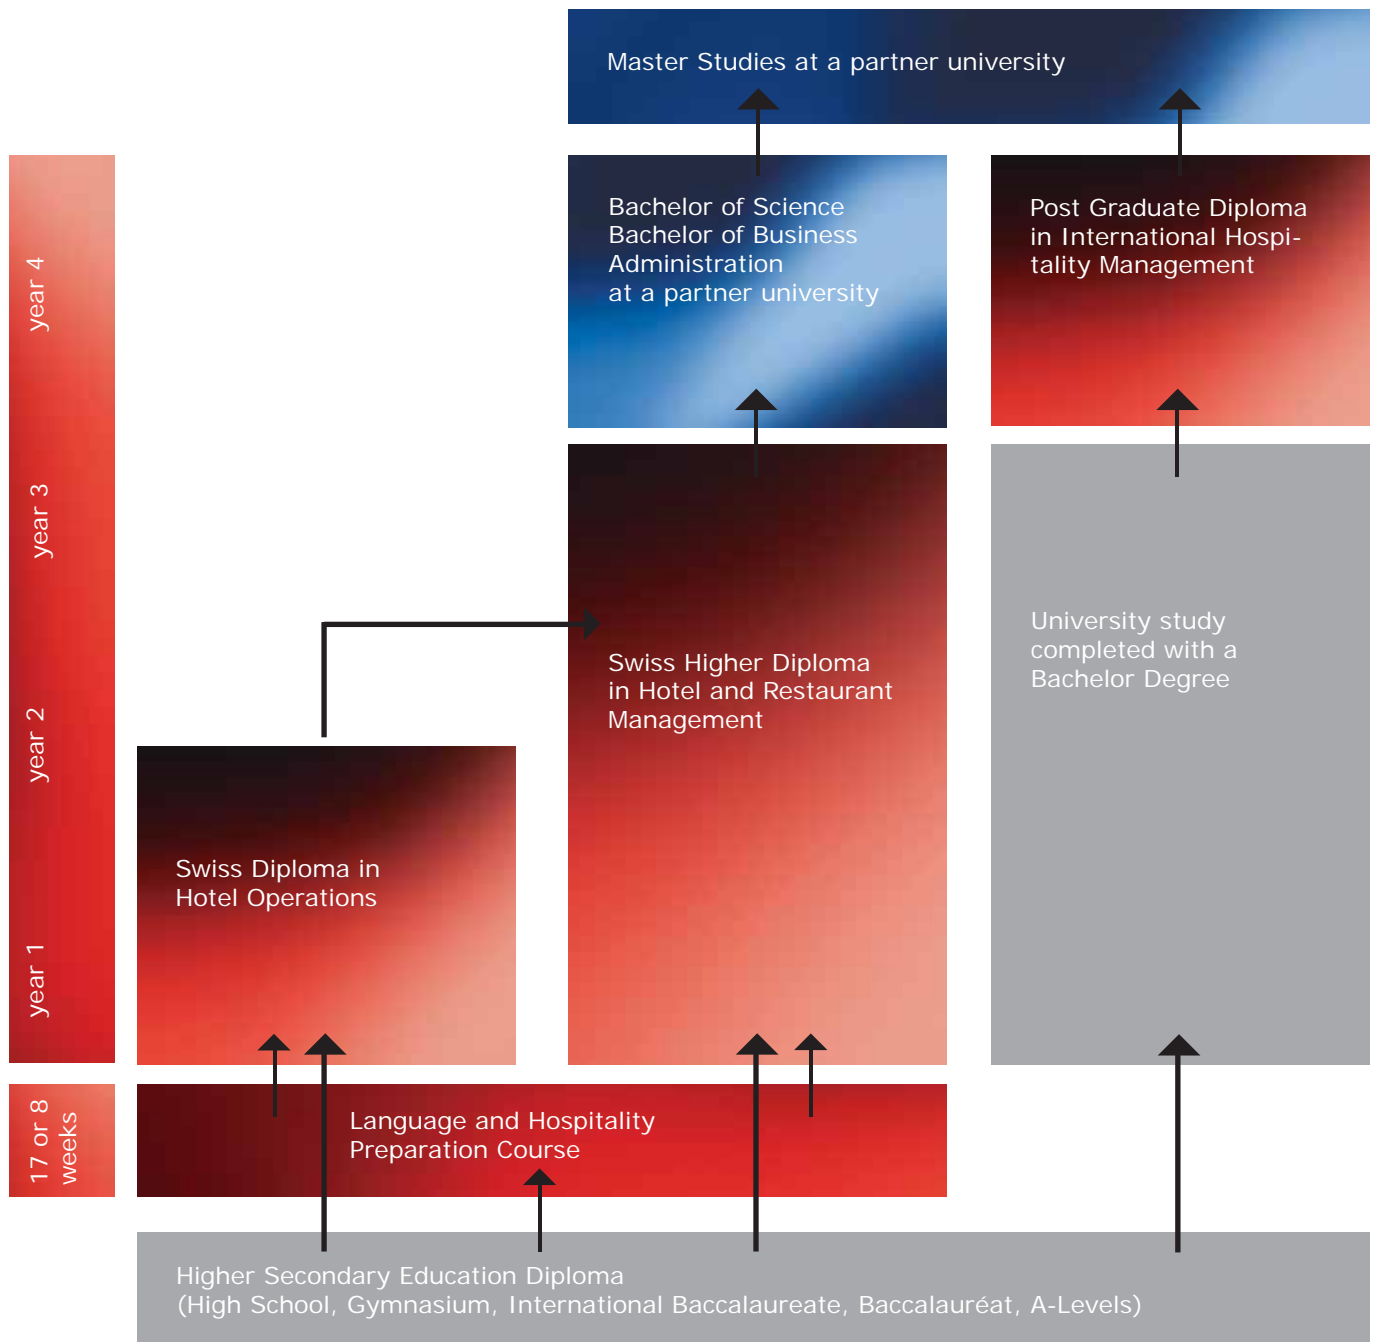 Master Studies at a partner university
Bachelor of Science
Bachelor of Business
Administration
at a partner university
Post Graduate Diploma
in International Hospi-
tality Management
year 4
year 3
year 2
year 1
University study
completed with a
Bachelor Degree
Swiss Higher Diploma
in Hotel and Restaurant
Management
Swiss Diploma in
Hotel Operations
17 or 8
weeks
Language and Hospitality
Preparation Course
Higher Secondary Education Diploma
(High School, Gymnasium, International Baccalaureate, Baccalauréat, A-Levels)